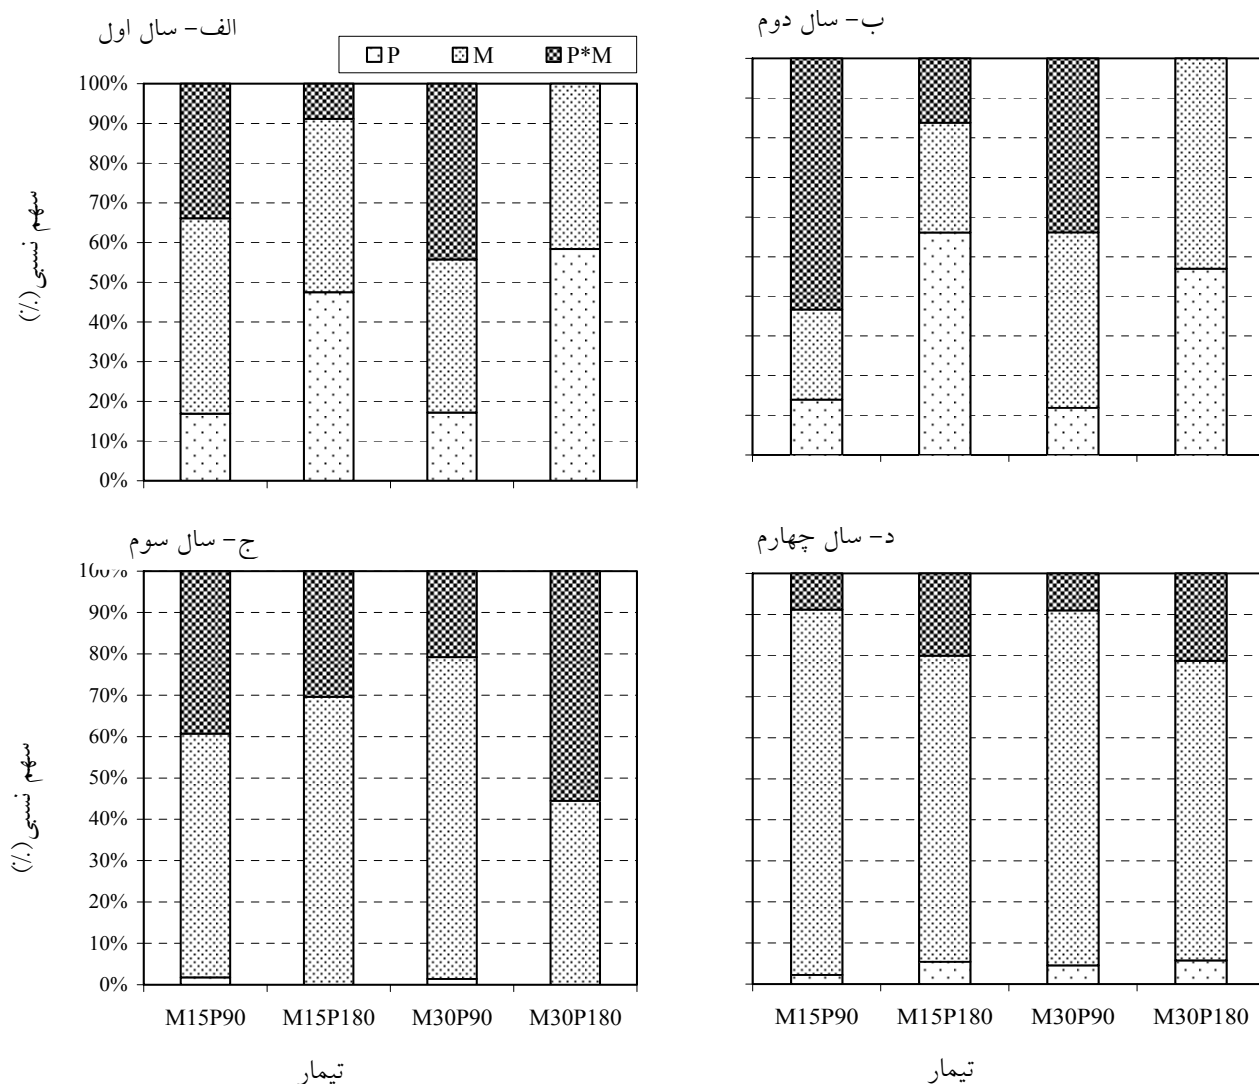 الف- سال اول
P M P*M
100%
90%
80%
70%
60%
50%
40%
30%
20%
10%
0%
سهم نسبی(٪)
ب- سال دوم
ج- سال سوم
100%
90%
80%
70%
60%
50%
40%
30%
20%
10%
0%
سهم نسبی(٪)
M15P90 M15P180 M30P90 M30P180
تیمار
د- سال چهارم
M15P90 M15P180 M30P90 M30P180
تیمار